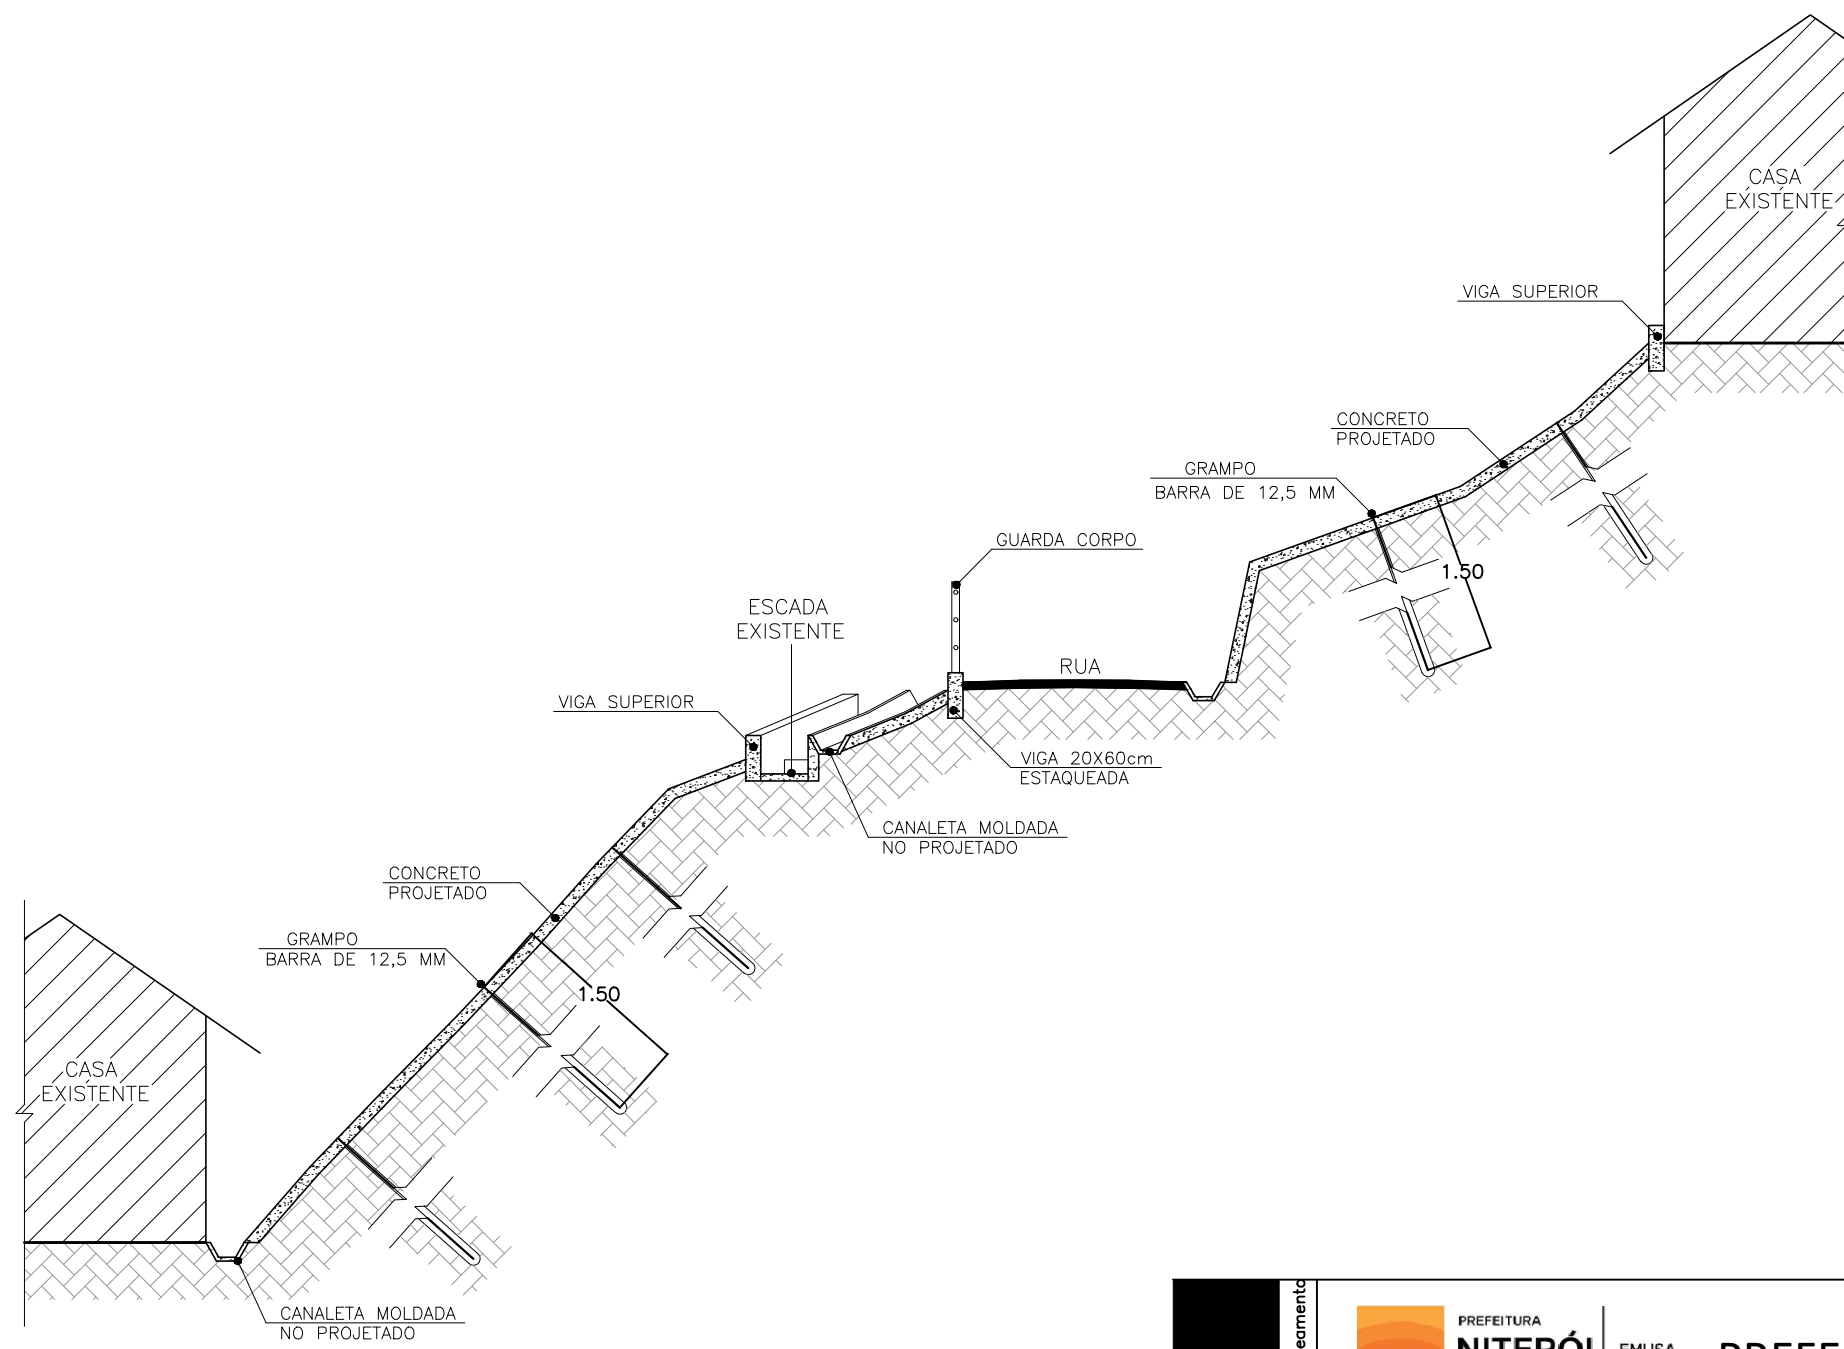 CASA
EXISTENTE
VIGA SUPERIOR
CONCRETO
PROJETADO
GRAMPO
BARRA DE 12,5 MM
GUARDA CORPO
1.50
ESCADA
EXISTENTE
RUA
VIGA SUPERIOR
VIGA 20X60cm
ESTAQUEADA
CANALETA MOLDADA
NO PROJETADO
CONCRETO
PROJETADO
GRAMPO
BARRA DE 12,5 MM
1.50
CASA
EXISTENTE
CANALETA MOLDADA
NO PROJETADO
eamento
PREFEITURA
NITERÓI
EMUSA